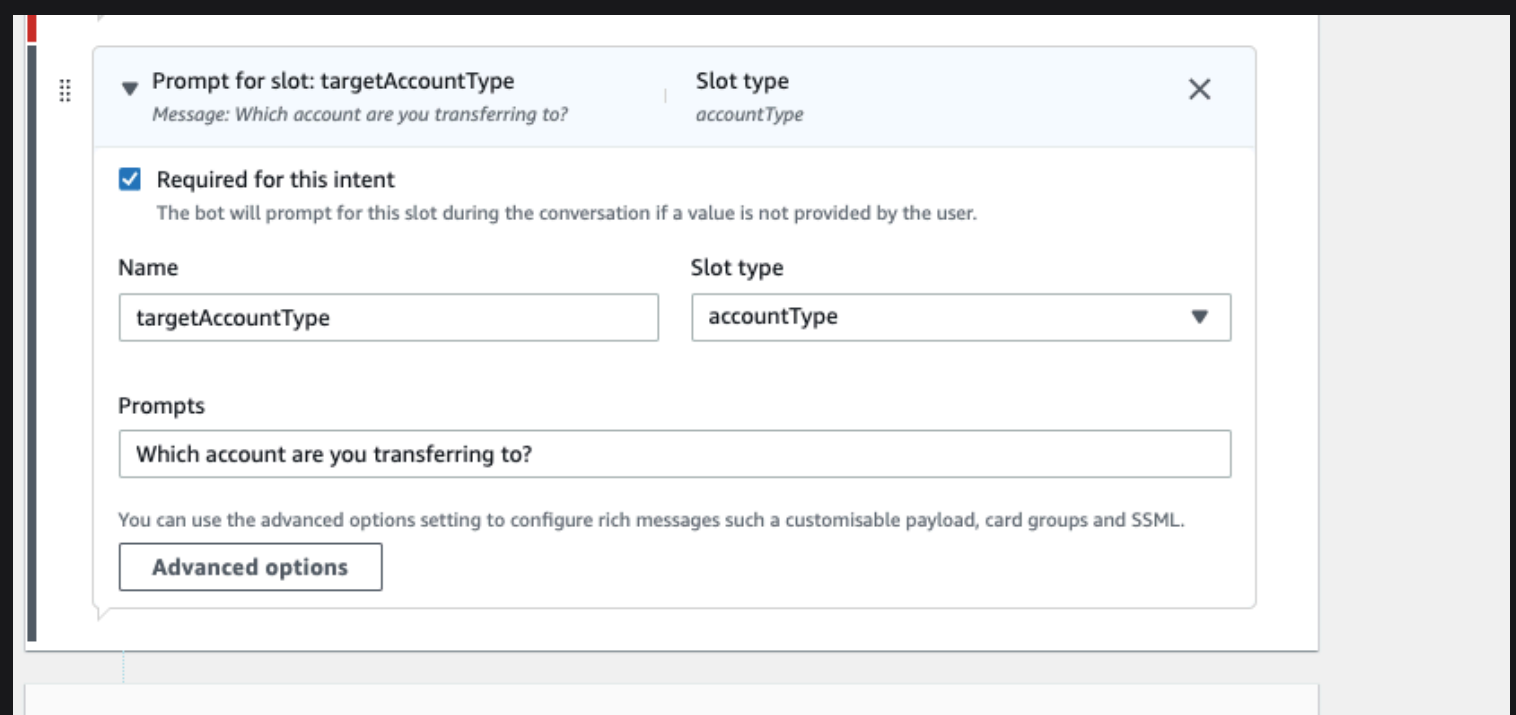 Prompt for slot: targetAccountType
Message: Which account are you transferring to?
Slot type
accountType
Required for this intent
The bot will prompt for this slot during the conversation if a value is not provided by the user.
Name
targetAccountType
Slot type
accountType
Prompts
Which account are you transferring to?
You can use the advanced options setting to configure rich messages such a customisable payload, card groups and SSML.
Advanced options